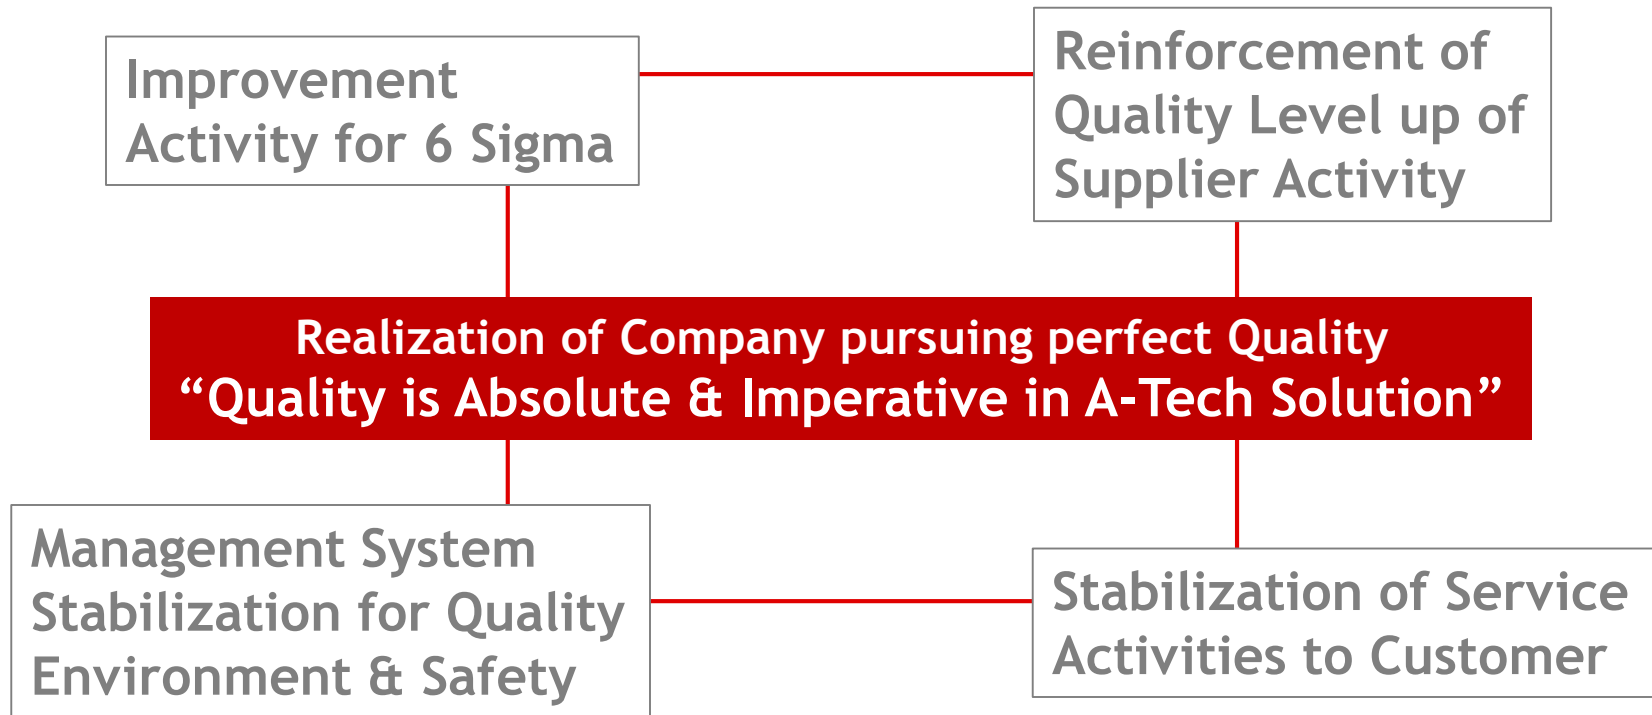 Improvement
Activity for 6 Sigma
Reinforcement of
Quality Level up of
Supplier Activity
Realization of Company pursuing perfect Quality
“Quality is Absolute & Imperative in A-Tech Solution”
Management System
Stabilization for Quality
Environment & Safety
Stabilization of Service
Activities to Customer